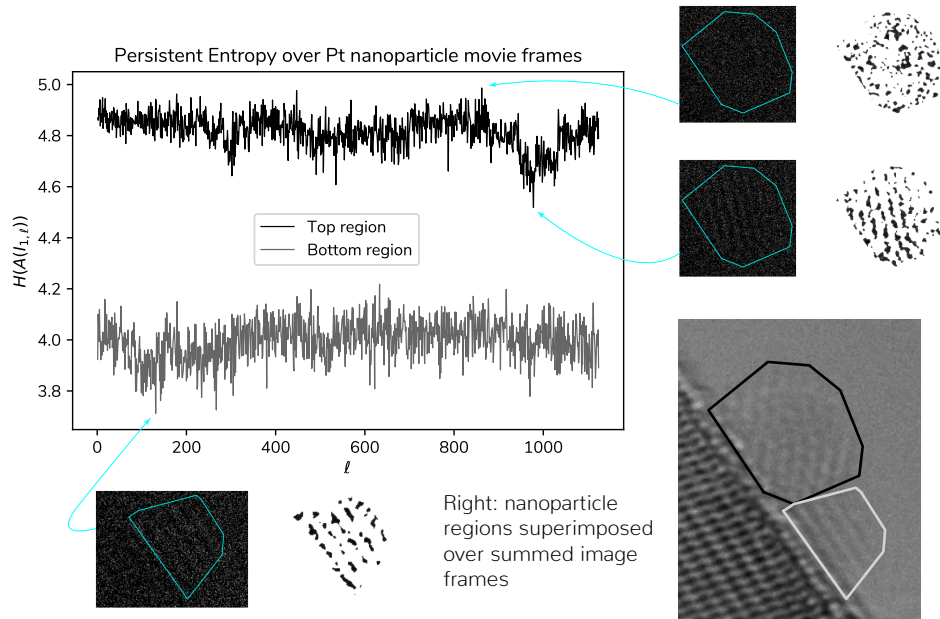 Persistent Entropy over Pt nanoparticle movie frames
5.0
4.8
4.6
4.4
4.2
4.0
3.8
H(A(I₁,ℓ))
Top region
Bottom region
0 200 400 600 800 1000
ℓ
Right: nanoparticle
regions superimposed
over summed image
frames